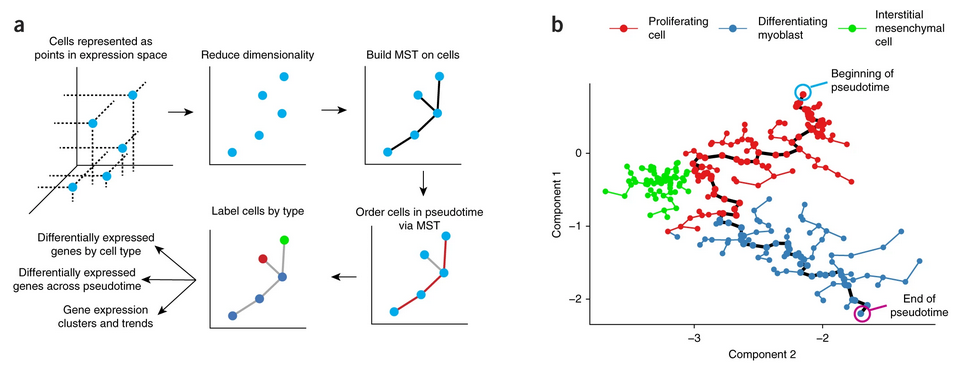 a
Cells represented as
points in expression space
Reduce dimensionality
Build MST on cells
Label cells by type
Order cells in pseudotime
via MST
Differentially expressed
genes by cell type
Differentially expressed
genes across pseudotime
Gene expression
clusters and trends
b
Proliferating
cell
Differentiating
myoblast
Interstitial
mesenchymal
cell
Beginning of
pseudotime
0
−1
−2
Component 1
End of
pseudotime
−3
−2
Component 2